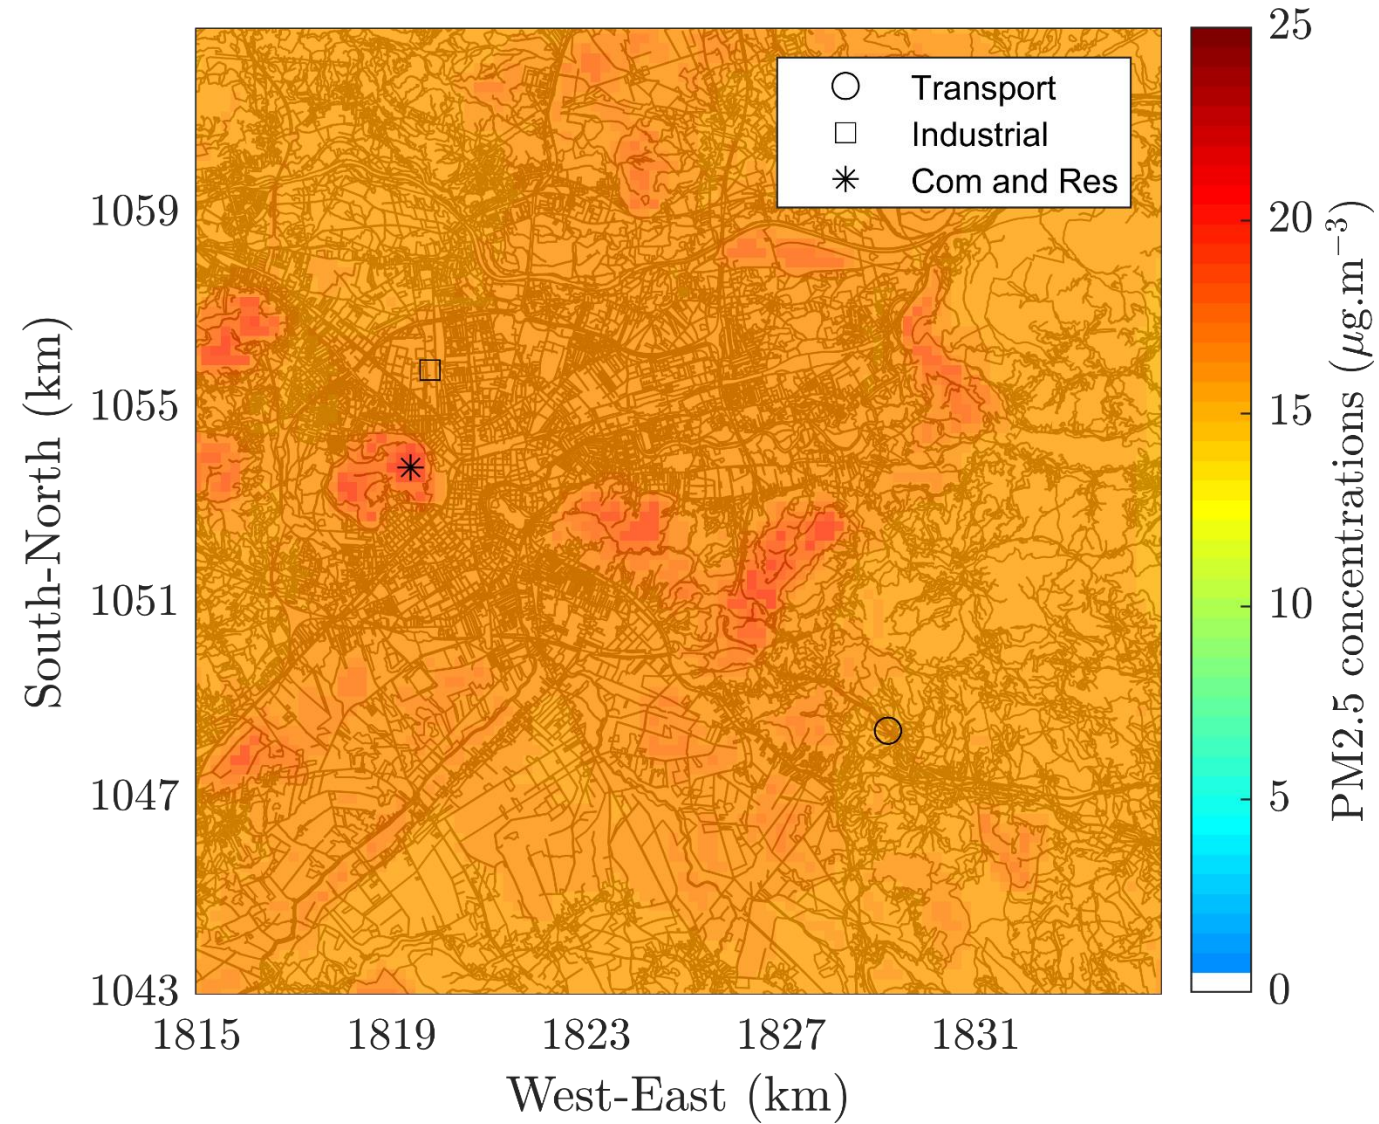 Transport
Industrial
Com and Res
South-North (km)
1059
1055
1051
1047
1043
1815 1819 1823 1827 1831
West-East (km)
25
20
15
10
5
0
PM2.5 concentrations (μg.m⁻³)